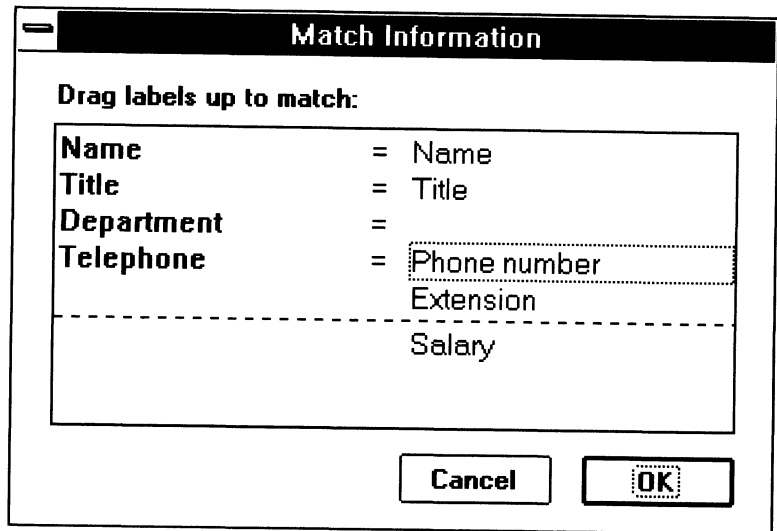 Match Information
Drag labels up to match:
Name = Name
Title = Title
Department =
Telephone = Phone number
Extension
Salary
Cancel OK